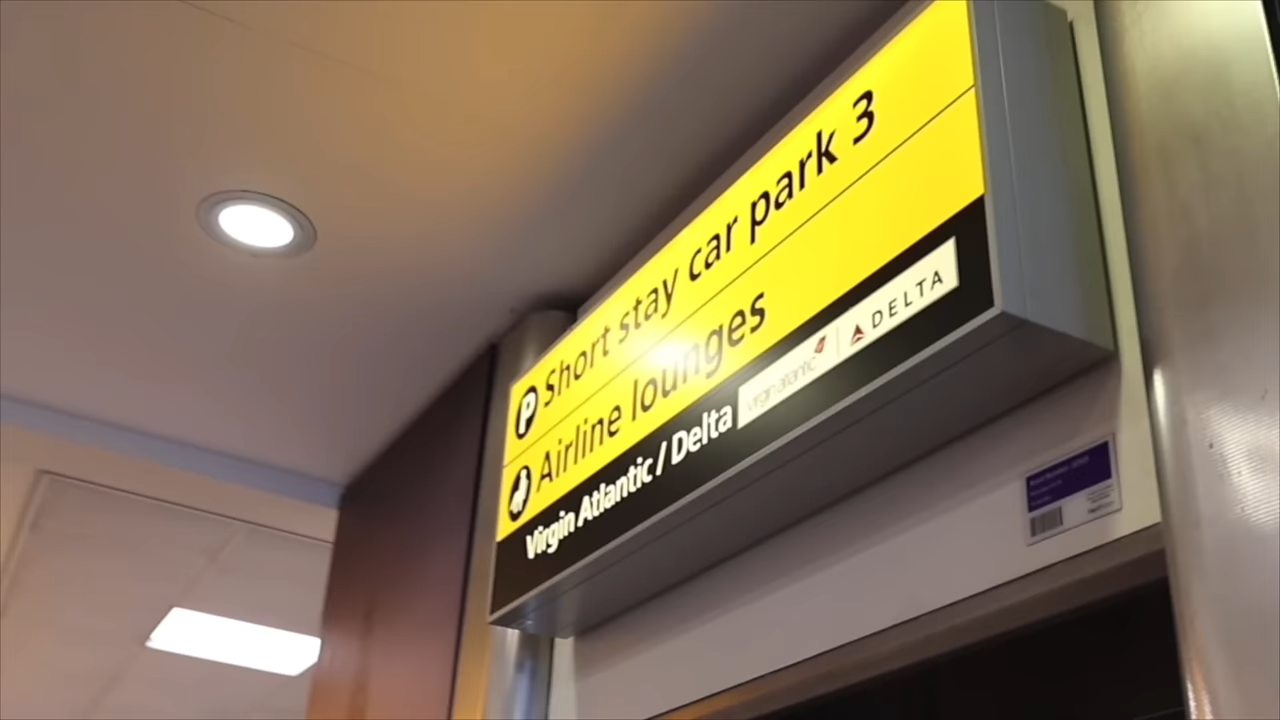 P Short stay car park 3
Airline lounges
Virgin Atlantic / Delta virgin atlantic DELTA